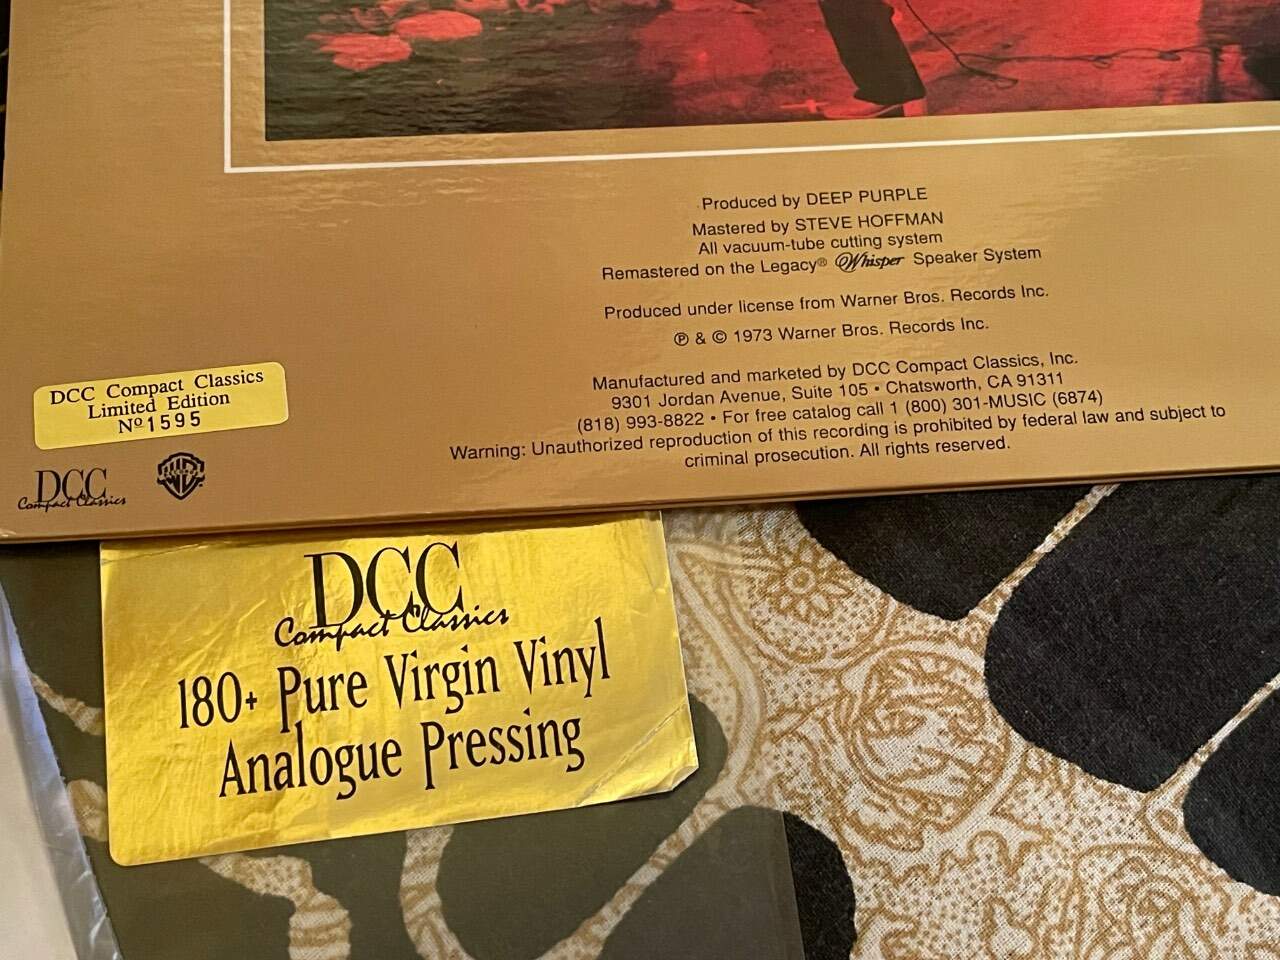 Produced by DEEP PURPLE
Mastered by STEVE HOFFMAN
All vacuum-tube cutting system
Remastered on the Legacy® Whisper Speaker System
Produced under license from Warner Bros. Records Inc.
℗ & © 1973 Warner Bros. Records Inc.
Manufactured and marketed by DCC Compact Classics, Inc.
9301 Jordan Avenue, Suite 105 • Chatsworth, CA 91311
(818) 993-8822 • For free catalog call 1 (800) 301-MUSIC (6874)
Warning: Unauthorized reproduction of this recording is prohibited by federal law and subject to
criminal prosecution. All rights reserved.
DCC Compact Classics
Limited Edition
Nº1595
DCC
Compact Classics
DCC
Compact Classics
180+ Pure Virgin Vinyl
Analogue Pressing